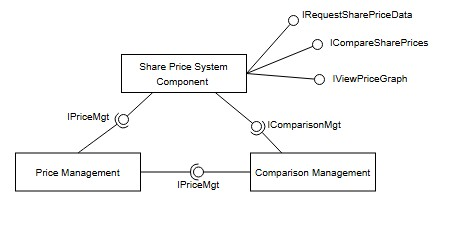 IRequestSharePriceData
ICompareSharePrices
Share Price System
Component
IViewPriceGraph
IPriceMgt
IComparisonMgt
Price Management
IPriceMgt
Comparison Management